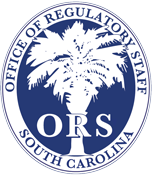 OFFICE OF REGULATORY STAFF
ORS
SOUTH CAROLINA